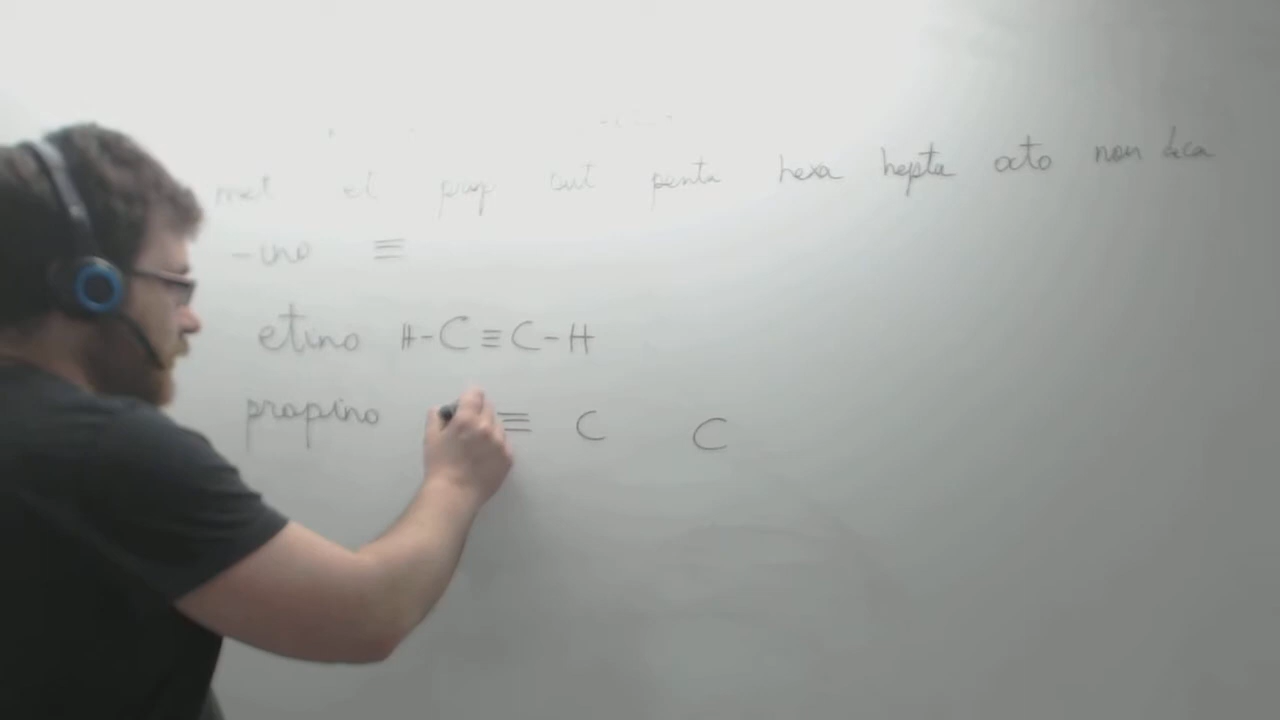 met et prop but penta hexa hepta octo non deca
-ino ≡
etino H-C≡C-H
propino ≡ C C